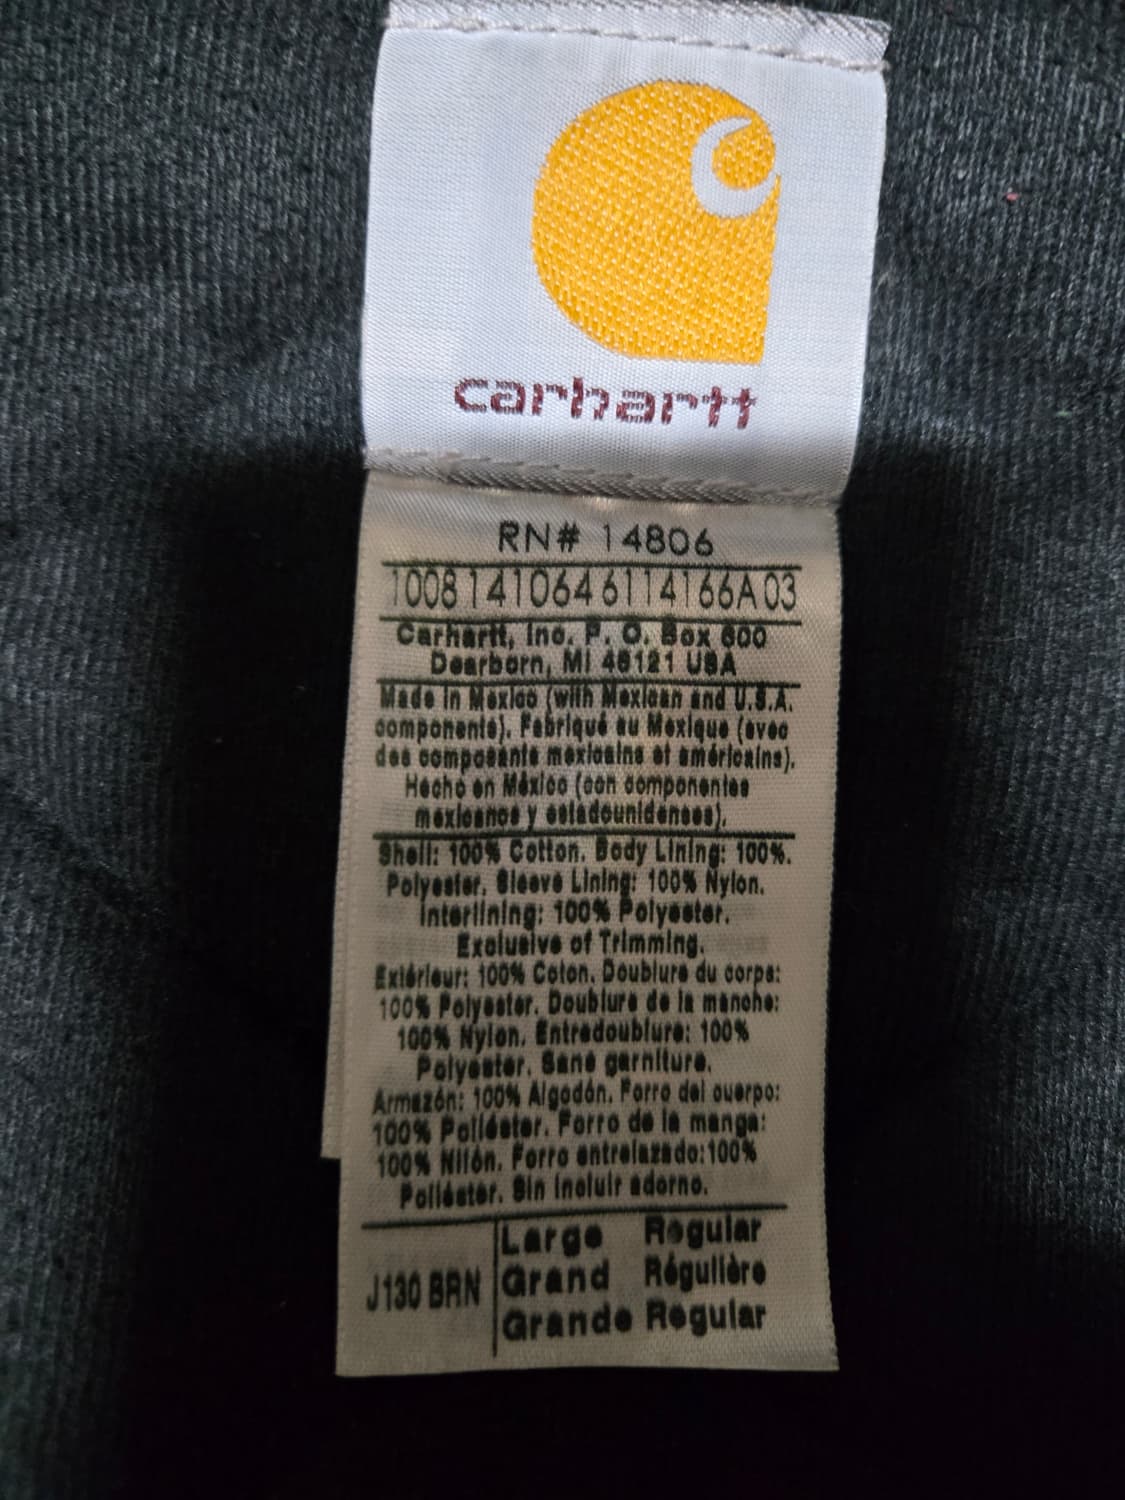 carhartt
RN# 14806
10081410646114166A03
Carhartt, Inc. P. O. Box 600
Dearborn, MI 48121 USA
Made in Mexico (with Mexican and U.S.A.
components). Fabriqué au Mexique (avec
des composants mexicains et américains).
Hecho en México (con componentes
mexicanos y estadounidenses).
Shell: 100% Cotton. Body Lining: 100%.
Polyester. Sleeve Lining: 100% Nylon.
Interlining: 100% Polyester.
Exclusive of Trimming.
Extérieur: 100% Coton. Doublure du corps:
100% Polyester. Doublure de la manche:
100% Nylon. Entredoublure: 100%
Polyester. Sans garniture.
Armazón: 100% Algodón. Forro del cuerpo:
100% Poliéster. Forro de la manga:
100% Nilón. Forro entrelazado:100%
Poliéster. Sin incluir adorno.
J130 BRN
Large Regular
Grand Régulière
Grande Regular